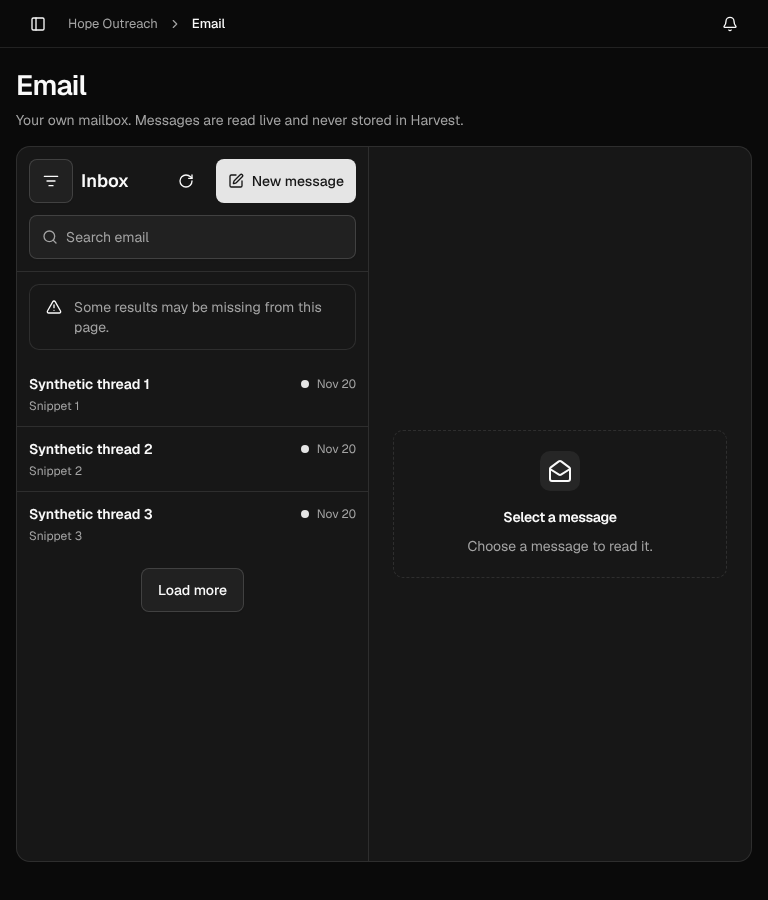 Hope Outreach
Email
Email
Your own mailbox. Messages are read live and never stored in Harvest.
Inbox
New message
Search email
Some results may be missing from this
page.
Synthetic thread 1
Nov 20
Snippet 1
Synthetic thread 2
Nov 20
Snippet 2
Synthetic thread 3
Nov 20
Snippet 3
Load more
Select a message
Choose a message to read it.